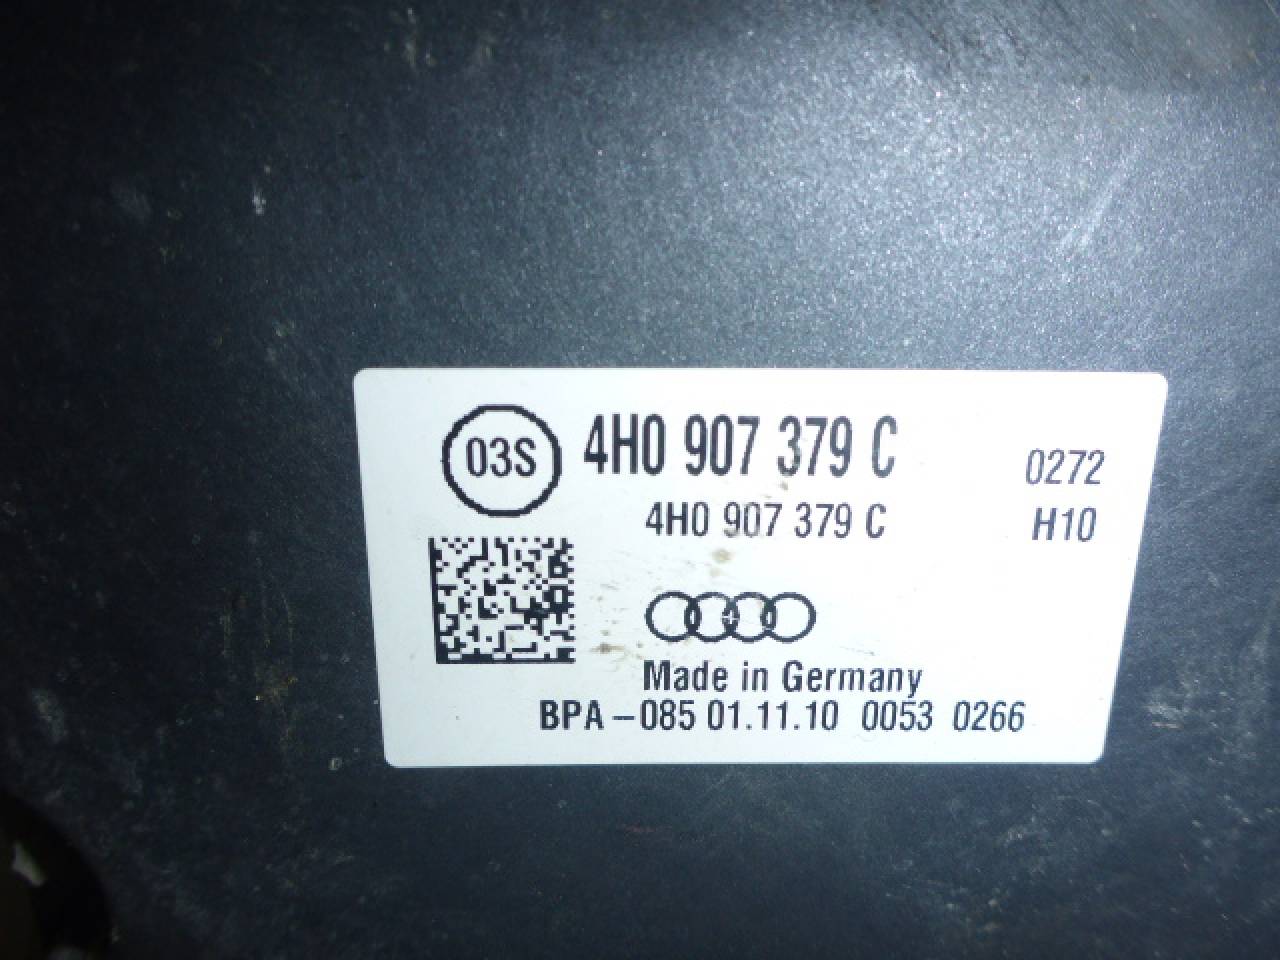 03S 4H0 907 379 C 0272
4H0 907 379 C H10
Made in Germany
BPA-085 01.11.10 0053 0266